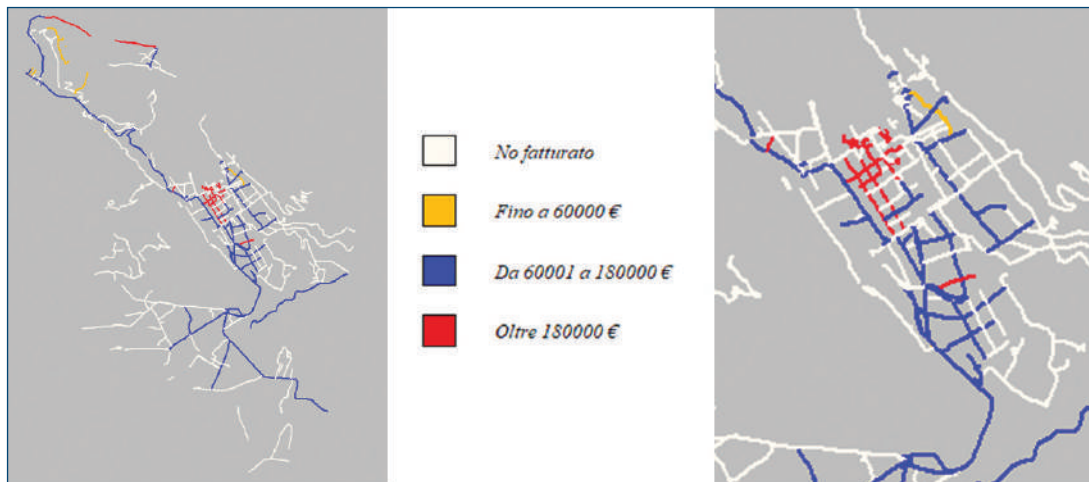 No fatturato
Fino a 60000 €
Da 60001 a 180000 €
Oltre 180000 €